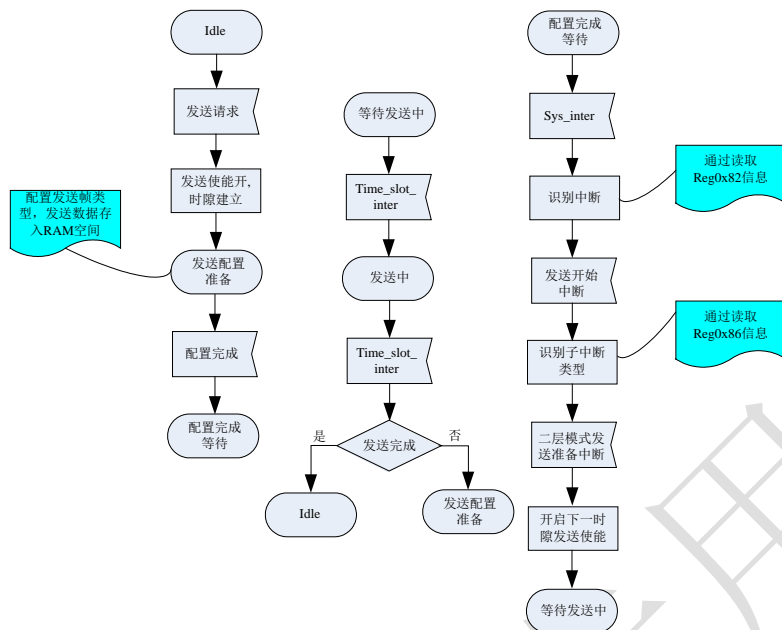 Idle
发送请求
发送使能开,
时隙建立
配置发送帧类
型，发送数据存
入RAM空间
发送配置
准备
配置完成
配置完成
等待
等待发送中
Time_slot_
inter
发送中
Time_slot_
inter
发送完成
是
否
Idle
发送配置
准备
配置完成
等待
Sys_inter
识别中断
通过读取
Reg0x82信息
发送开始
中断
识别子中断
类型
通过读取
Reg0x86信息
二层模式发
送准备中断
开启下一时
隙发送使能
等待发送中
用